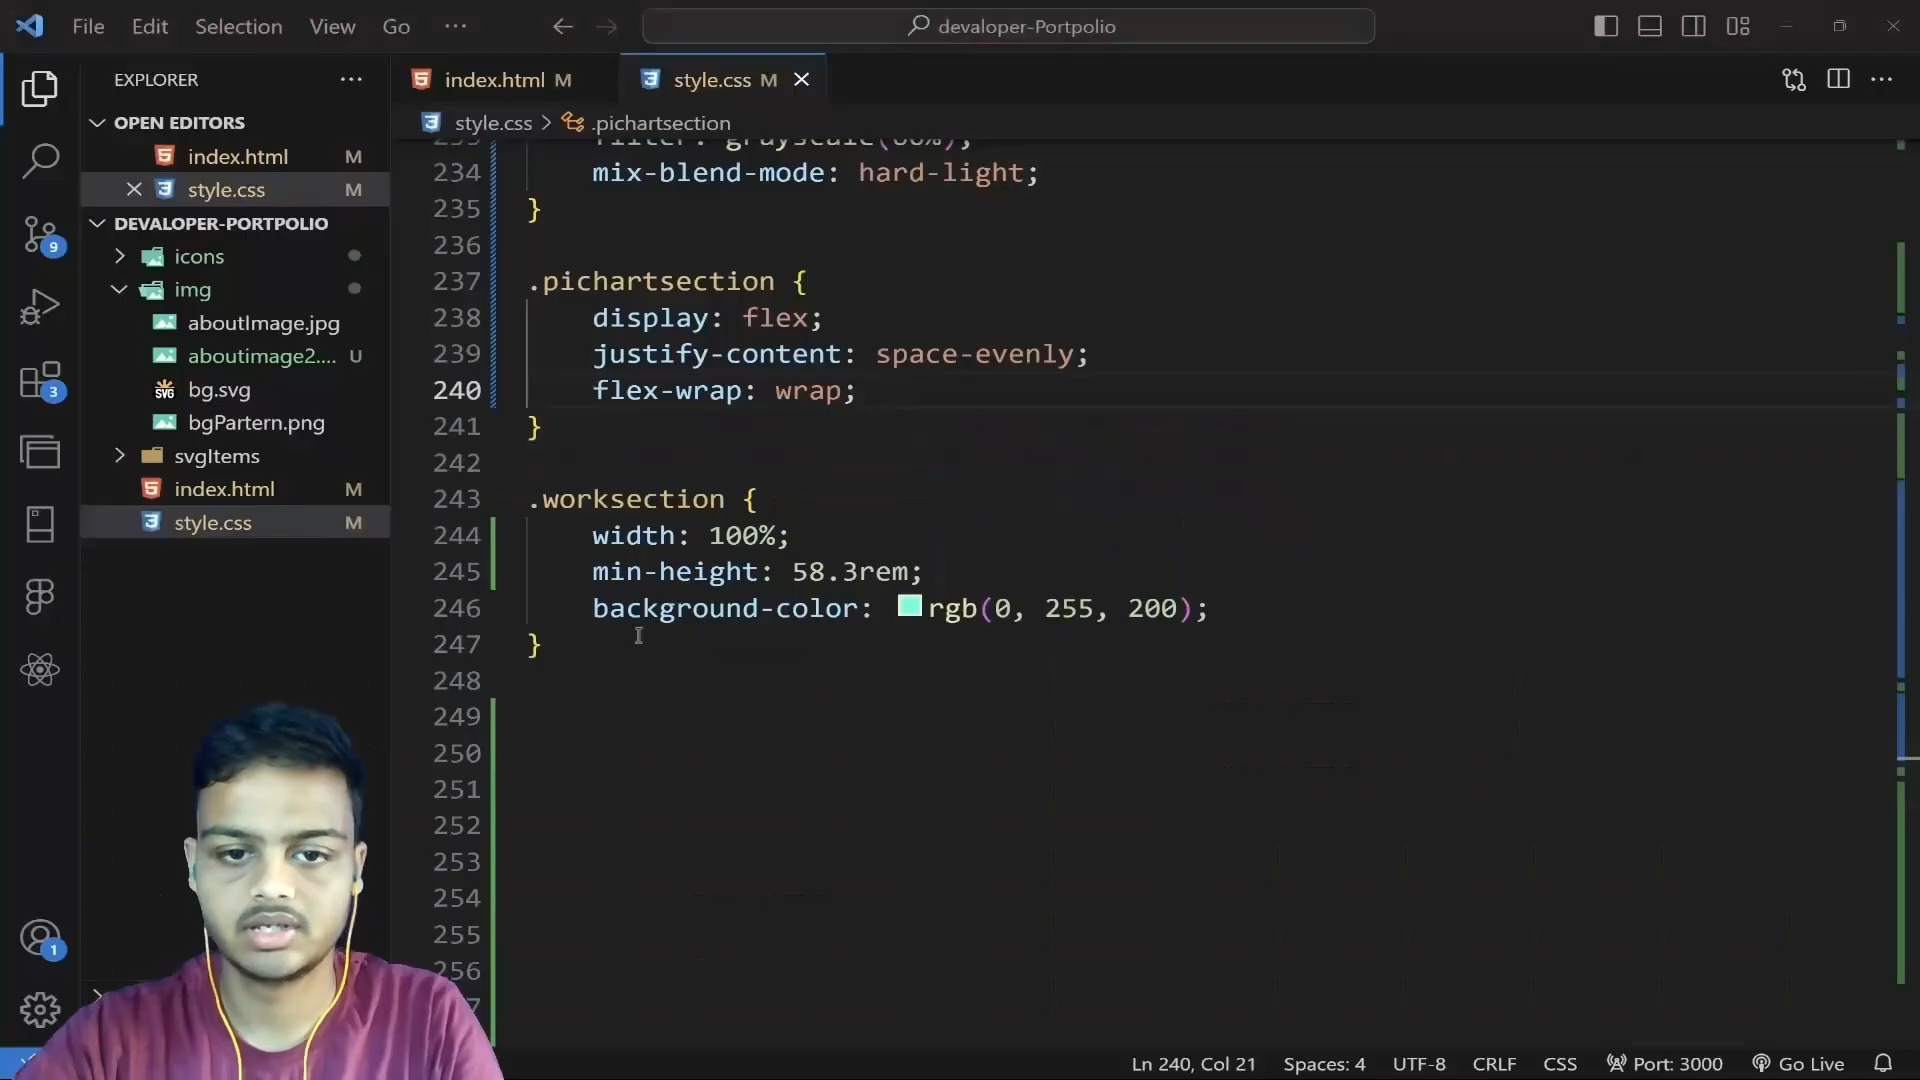 File Edit Selection View Go ···
devaloper-Portpolio
EXPLORER ···
index.html M
style.css M
OPEN EDITORS
index.html M
style.css M
DEVALOPER-PORTPOLIO
icons
img
aboutImage.jpg
aboutimage2.... U
bg.svg
bgPartern.png
svgItems
index.html M
style.css M
9
3
1
style.css > .pichartsection
234 mix-blend-mode: hard-light;
235 }
236
237 .pichartsection {
238 display: flex;
239 justify-content: space-evenly;
240 flex-wrap: wrap;
241 }
242
243 .worksection {
244 width: 100%;
245 min-height: 58.3rem;
246 background-color: rgb(0, 255, 200);
247 }
248
249
250
251
252
253
254
255
256
Ln 240, Col 21 Spaces: 4 UTF-8 CRLF CSS Port: 3000 Go Live